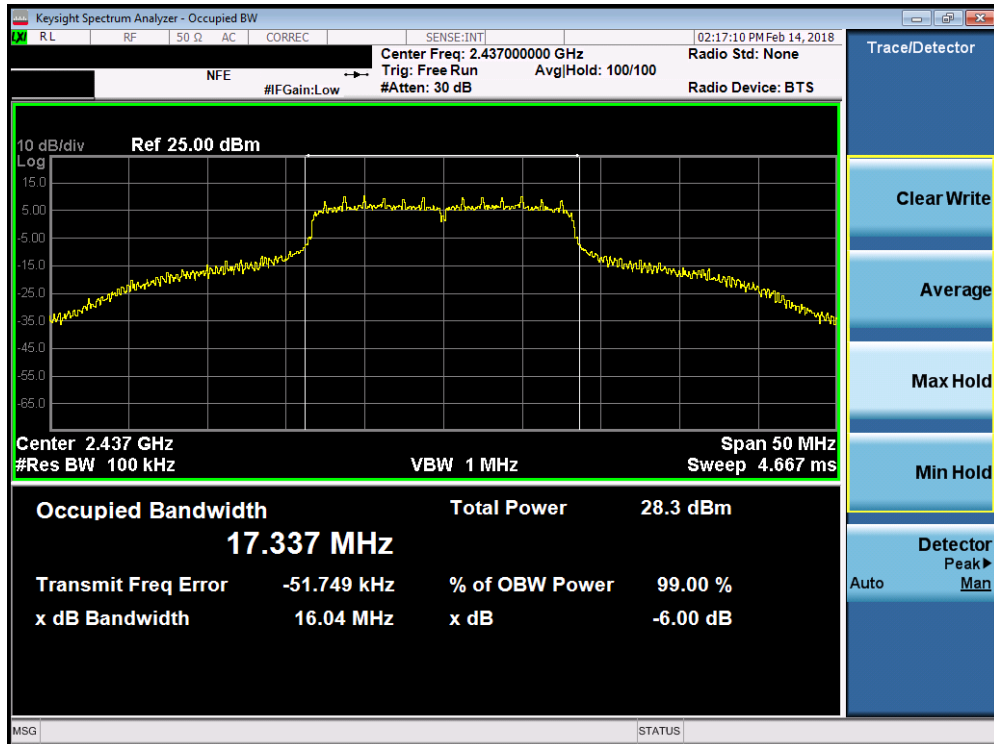 Keysight Spectrum Analyzer - Occupied BW
LXI RL RF 50 Ω AC CORREC SENSE:INT 02:17:10 PM Feb 14, 2018
Center Freq: 2.437000000 GHz Radio Std: None
NFE Trig: Free Run Avg|Hold: 100/100
#IFGain:Low #Atten: 30 dB Radio Device: BTS
10 dB/div Ref 25.00 dBm
Log
15.0
5.00
-5.00
-15.0
-25.0
-35.0
-45.0
-55.0
-65.0
Center 2.437 GHz Span 50 MHz
#Res BW 100 kHz VBW 1 MHz Sweep 4.667 ms
Occupied Bandwidth Total Power 28.3 dBm
17.337 MHz
Transmit Freq Error -51.749 kHz % of OBW Power 99.00 %
x dB Bandwidth 16.04 MHz x dB -6.00 dB
MSG STATUS
Trace/Detector
Clear Write
Average
Max Hold
Min Hold
Detector
Peak▶
Auto Man